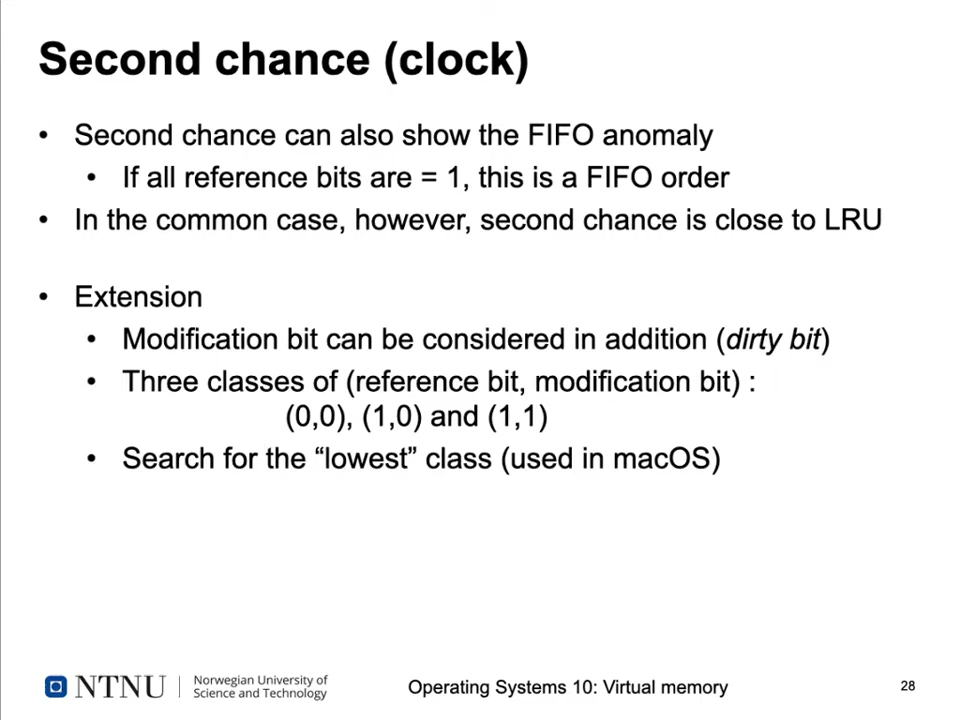 Second chance (clock)
• Second chance can also show the FIFO anomaly
• If all reference bits are = 1, this is a FIFO order
• In the common case, however, second chance is close to LRU
• Extension
• Modification bit can be considered in addition (dirty bit)
• Three classes of (reference bit, modification bit) :
(0,0), (1,0) and (1,1)
• Search for the “lowest” class (used in macOS)
NTNU
Norwegian University of
Science and Technology
Operating Systems 10: Virtual memory
28